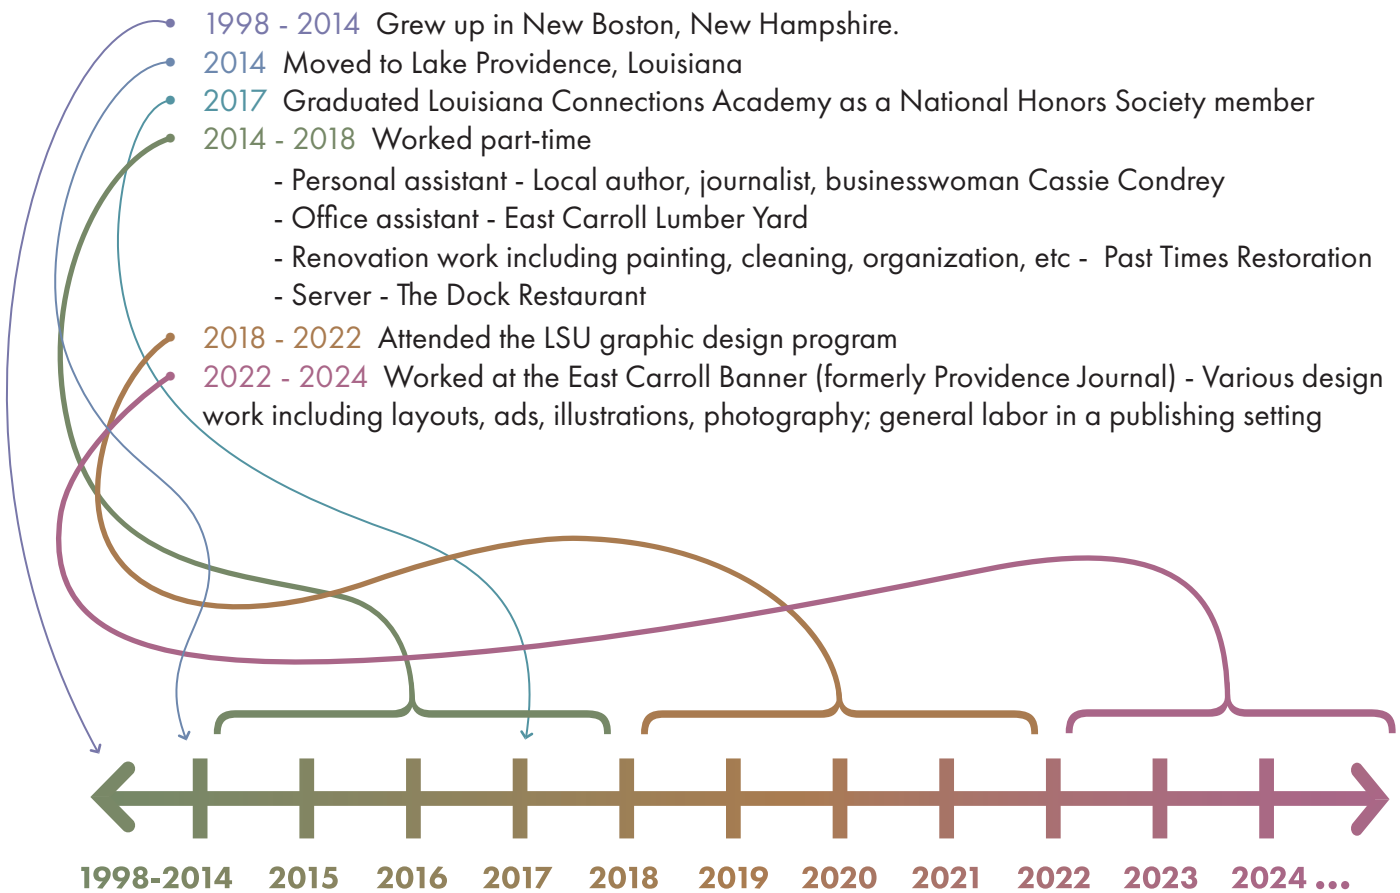 1998 - 2014 Grew up in New Boston, New Hampshire.
2014 Moved to Lake Providence, Louisiana
2017 Graduated Louisiana Connections Academy as a National Honors Society member
2014 - 2018 Worked part-time
- Personal assistant - Local author, journalist, businesswoman Cassie Condrey
- Office assistant - East Carroll Lumber Yard
- Renovation work including painting, cleaning, organization, etc - Past Times Restoration
- Server - The Dock Restaurant
2018 - 2022 Attended the LSU graphic design program
2022 - 2024 Worked at the East Carroll Banner (formerly Providence Journal) - Various design
work including layouts, ads, illustrations, photography; general labor in a publishing setting
1998-2014 2015 2016 2017 2018 2019 2020 2021 2022 2023 2024 ...